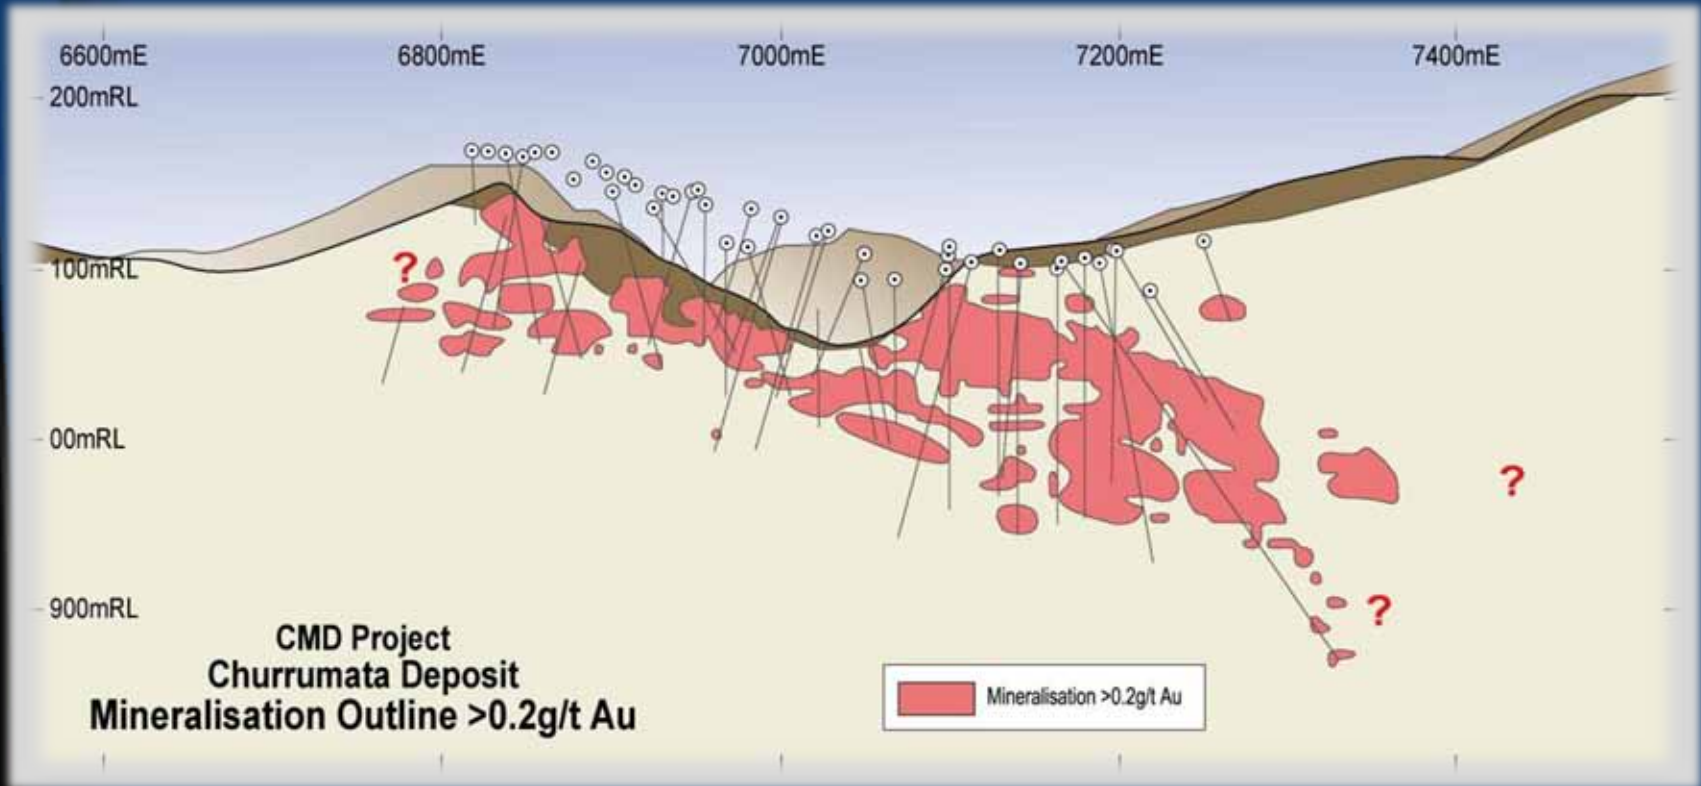 6600mE 6800mE 7000mE 7200mE 7400mE
200mRL
?
100mRL
00mRL
?
900mRL
?
CMD Project
Churrumata Deposit
Mineralisation Outline >0.2g/t Au
Mineralisation >0.2g/t Au